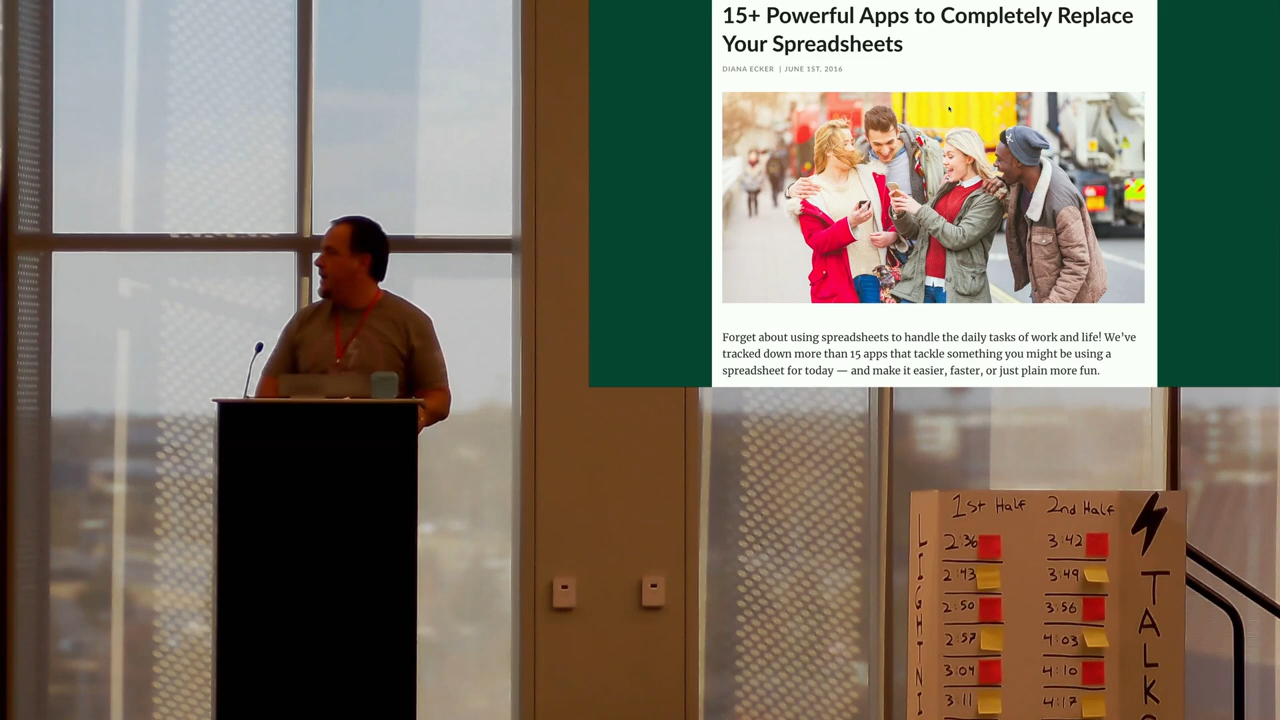 15+ Powerful Apps to Completely Replace
Your Spreadsheets
DIANA ECKER | JUNE 1ST, 2016
Forget about using spreadsheets to handle the daily tasks of work and life! We've
tracked down more than 15 apps that tackle something you might be using a
spreadsheet for today — and make it easier, faster, or just plain more fun.
1st Half 2nd Half
2:36 3:42
2:43 3:49
2:50 3:56
2:57 4:03
3:04 4:10
3:11 4:17
LIGHTNI
TALKS